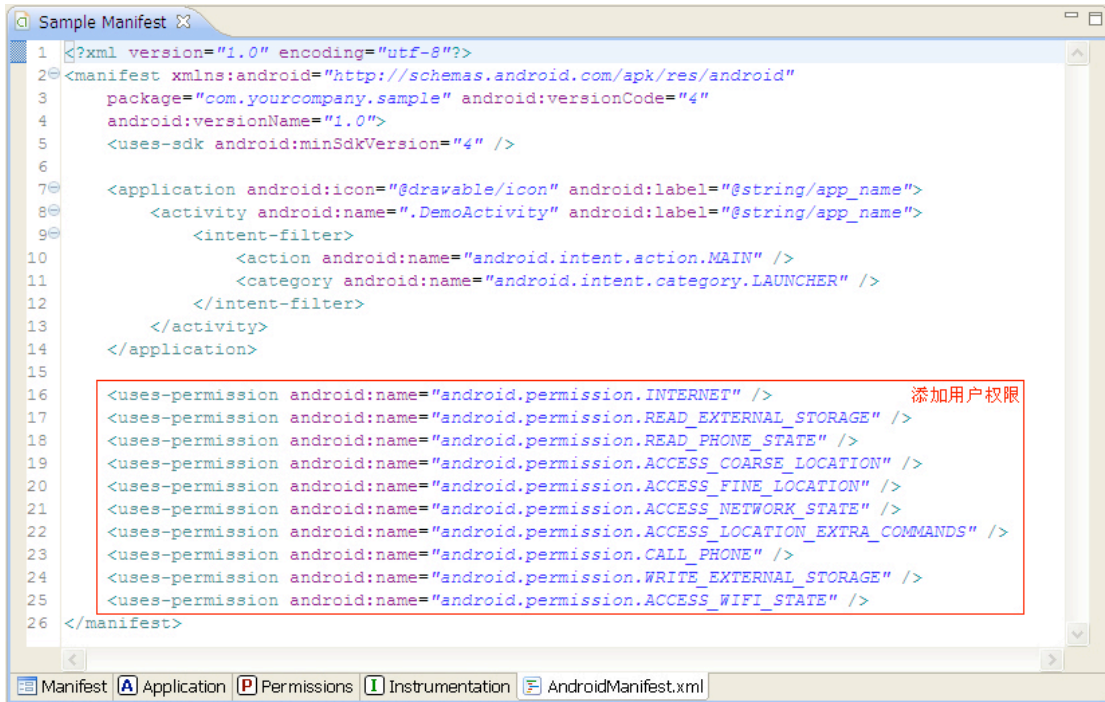 Sample Manifest
1 <?xml version="1.0" encoding="utf-8"?>
2 <manifest xmlns:android="http://schemas.android.com/apk/res/android"
3 package="com.yourcompany.sample" android:versionCode="4"
4 android:versionName="1.0">
5 <uses-sdk android:minSdkVersion="4" />
6
7 <application android:icon="@drawable/icon" android:label="@string/app_name">
8 <activity android:name=".DemoActivity" android:label="@string/app_name">
9 <intent-filter>
10 <action android:name="android.intent.action.MAIN" />
11 <category android:name="android.intent.category.LAUNCHER" />
12 </intent-filter>
13 </activity>
14 </application>
15
16 <uses-permission android:name="android.permission.INTERNET" /> 添加用户权限
17 <uses-permission android:name="android.permission.READ_EXTERNAL_STORAGE" />
18 <uses-permission android:name="android.permission.READ_PHONE_STATE" />
19 <uses-permission android:name="android.permission.ACCESS_COARSE_LOCATION" />
20 <uses-permission android:name="android.permission.ACCESS_FINE_LOCATION" />
21 <uses-permission android:name="android.permission.ACCESS_NETWORK_STATE" />
22 <uses-permission android:name="android.permission.ACCESS_LOCATION_EXTRA_COMMANDS" />
23 <uses-permission android:name="android.permission.CALL_PHONE" />
24 <uses-permission android:name="android.permission.WRITE_EXTERNAL_STORAGE" />
25 <uses-permission android:name="android.permission.ACCESS_WIFI_STATE" />
26 </manifest>
Manifest A Application P Permissions I Instrumentation AndroidManifest.xml